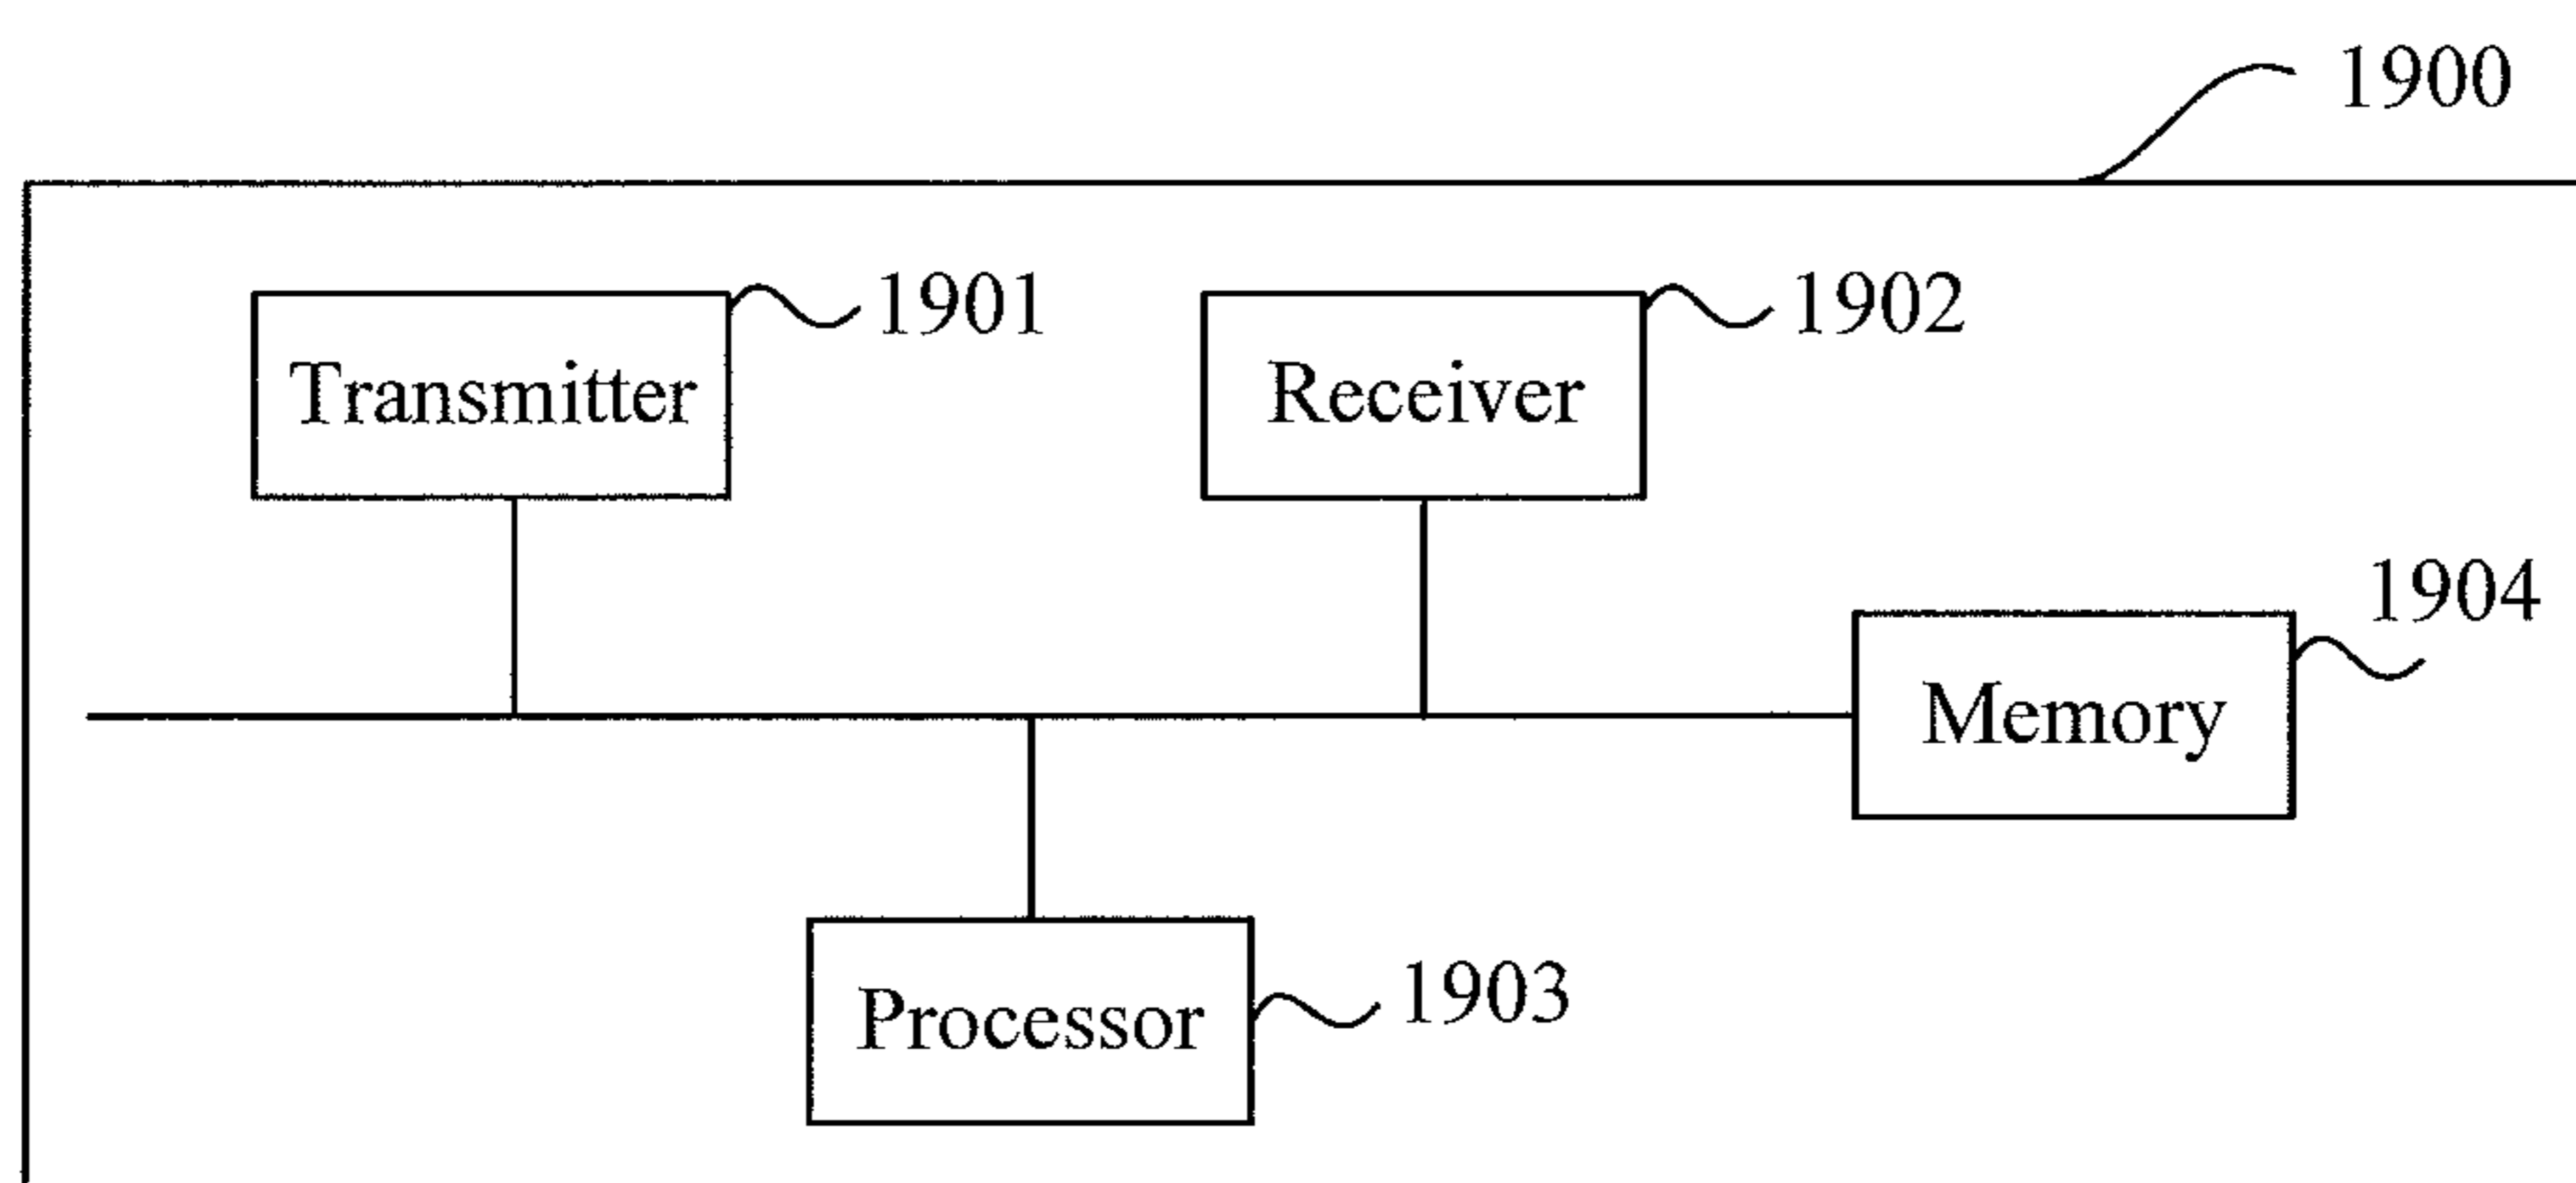 1900
1901
Transmitter
1902
Receiver
1904
Memory
1903
Processor